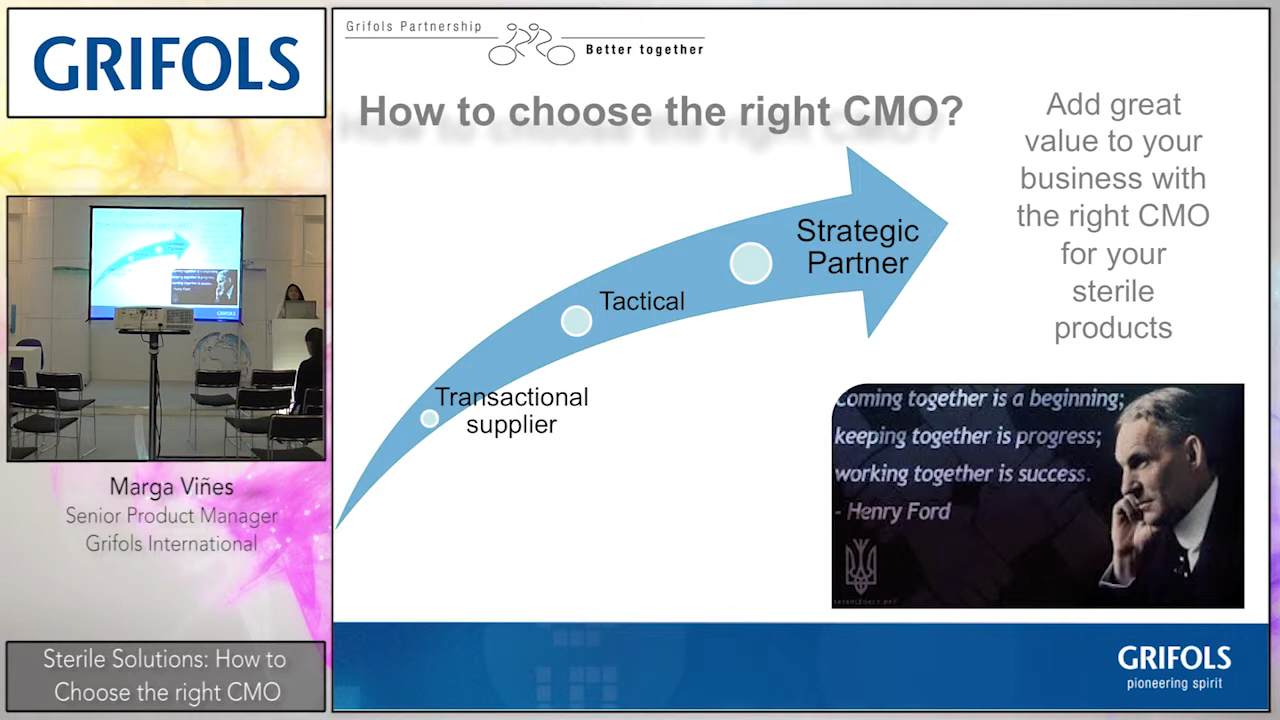 GRIFOLS
Marga Viñes
Senior Product Manager
Grifols International
Sterile Solutions: How to
Choose the right CMO
Grifols Partnership
Better together
How to choose the right CMO?
Add great
value to your
business with
the right CMO
for your
sterile
products
Strategic
Partner
Tactical
Transactional
supplier
Coming together is a beginning;
keeping together is progress;
working together is success.
- Henry Ford
GRIFOLS
pioneering spirit